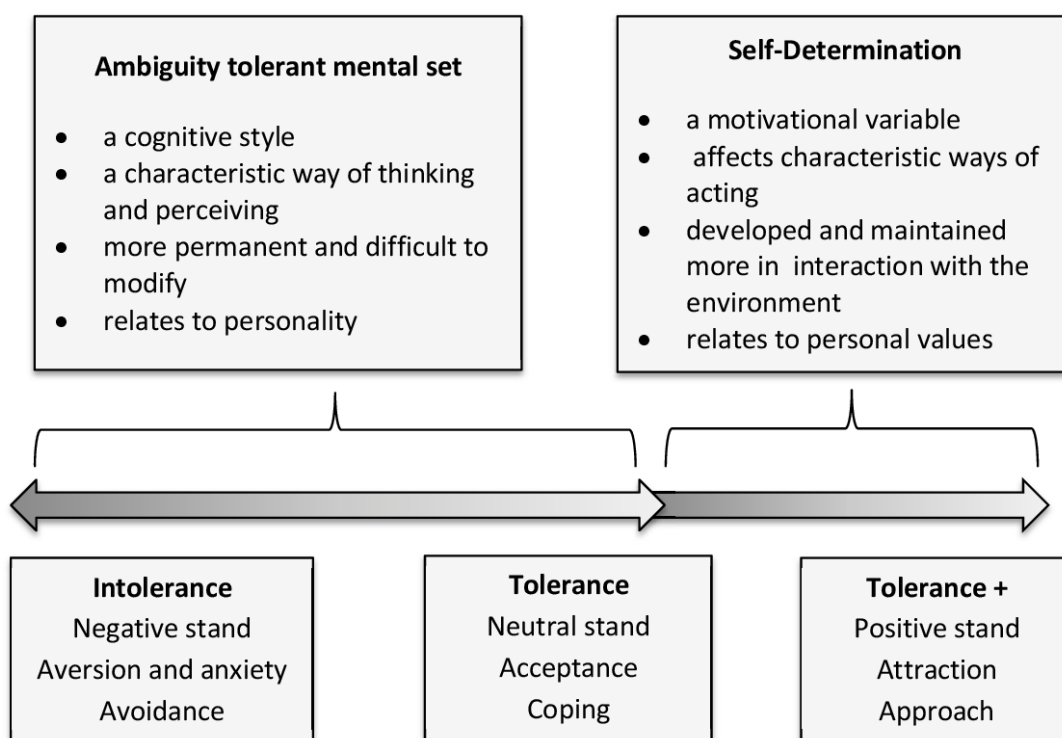 Ambiguity tolerant mental set
• a cognitive style
• a characteristic way of thinking
and perceiving
• more permanent and difficult to
modify
• relates to personality
Self-Determination
• a motivational variable
• affects characteristic ways of
acting
• developed and maintained
more in interaction with the
environment
• relates to personal values
Intolerance
Negative stand
Aversion and anxiety
Avoidance
Tolerance
Neutral stand
Acceptance
Coping
Tolerance +
Positive stand
Attraction
Approach